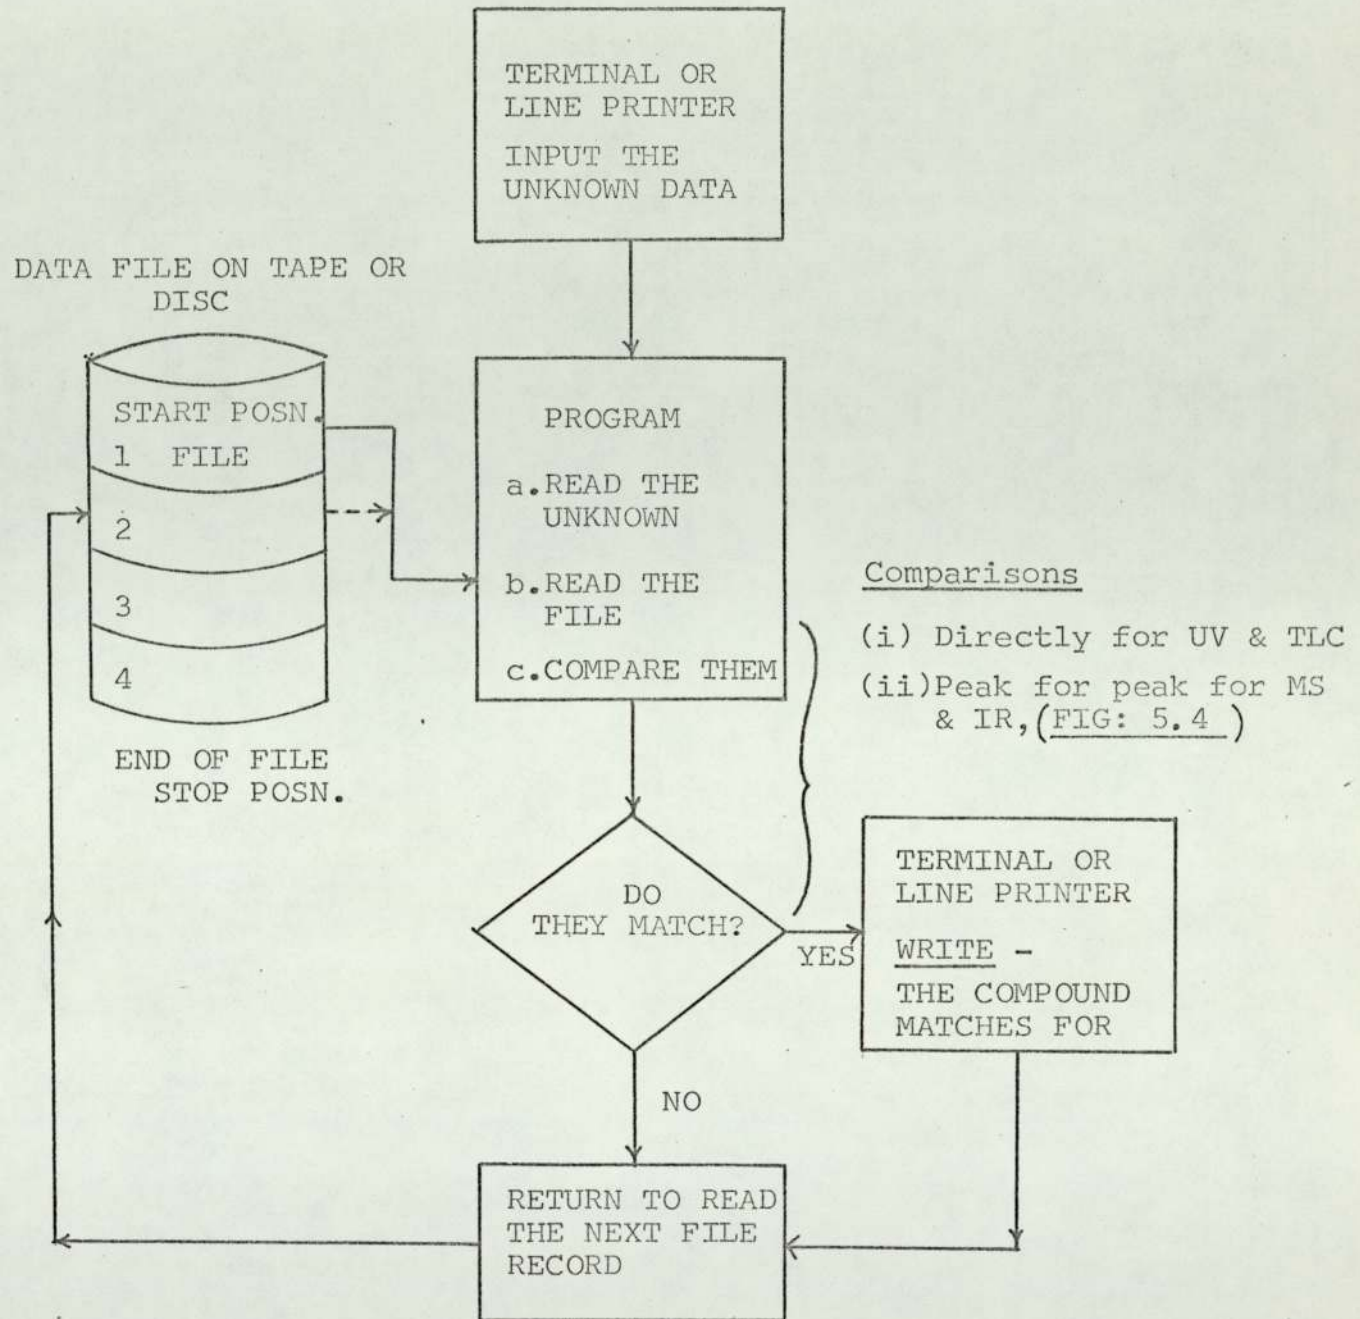 TERMINAL OR
LINE PRINTER
INPUT THE
UNKNOWN DATA
DATA FILE ON TAPE OR
DISC
START POSN.
1 FILE
2
3
4
END OF FILE
STOP POSN.
PROGRAM
a.READ THE
UNKNOWN
b.READ THE
FILE
c.COMPARE THEM
Comparisons
(i) Directly for UV & TLC
(ii)Peak for peak for MS
& IR,(FIG: 5.4 )
DO
THEY MATCH?
YES
TERMINAL OR
LINE PRINTER
WRITE -
THE COMPOUND
MATCHES FOR
NO
RETURN TO READ
THE NEXT FILE
RECORD